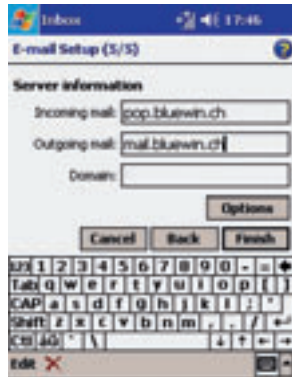 Inbox 17:46
E-mail Setup (5/5)
Server information
Incoming mail: pop.bluewin.ch
Outgoing mail: mail.bluewin.ch
Domain:
Options
Cancel Back Finish
123 1 2 3 4 5 6 7 8 9 0 - =
Tab q w e r t y u i o p [ ]
CAP a s d f g h j k l ; '
Shift z x c v b n m , . /
Ctl áü ` \
Edit